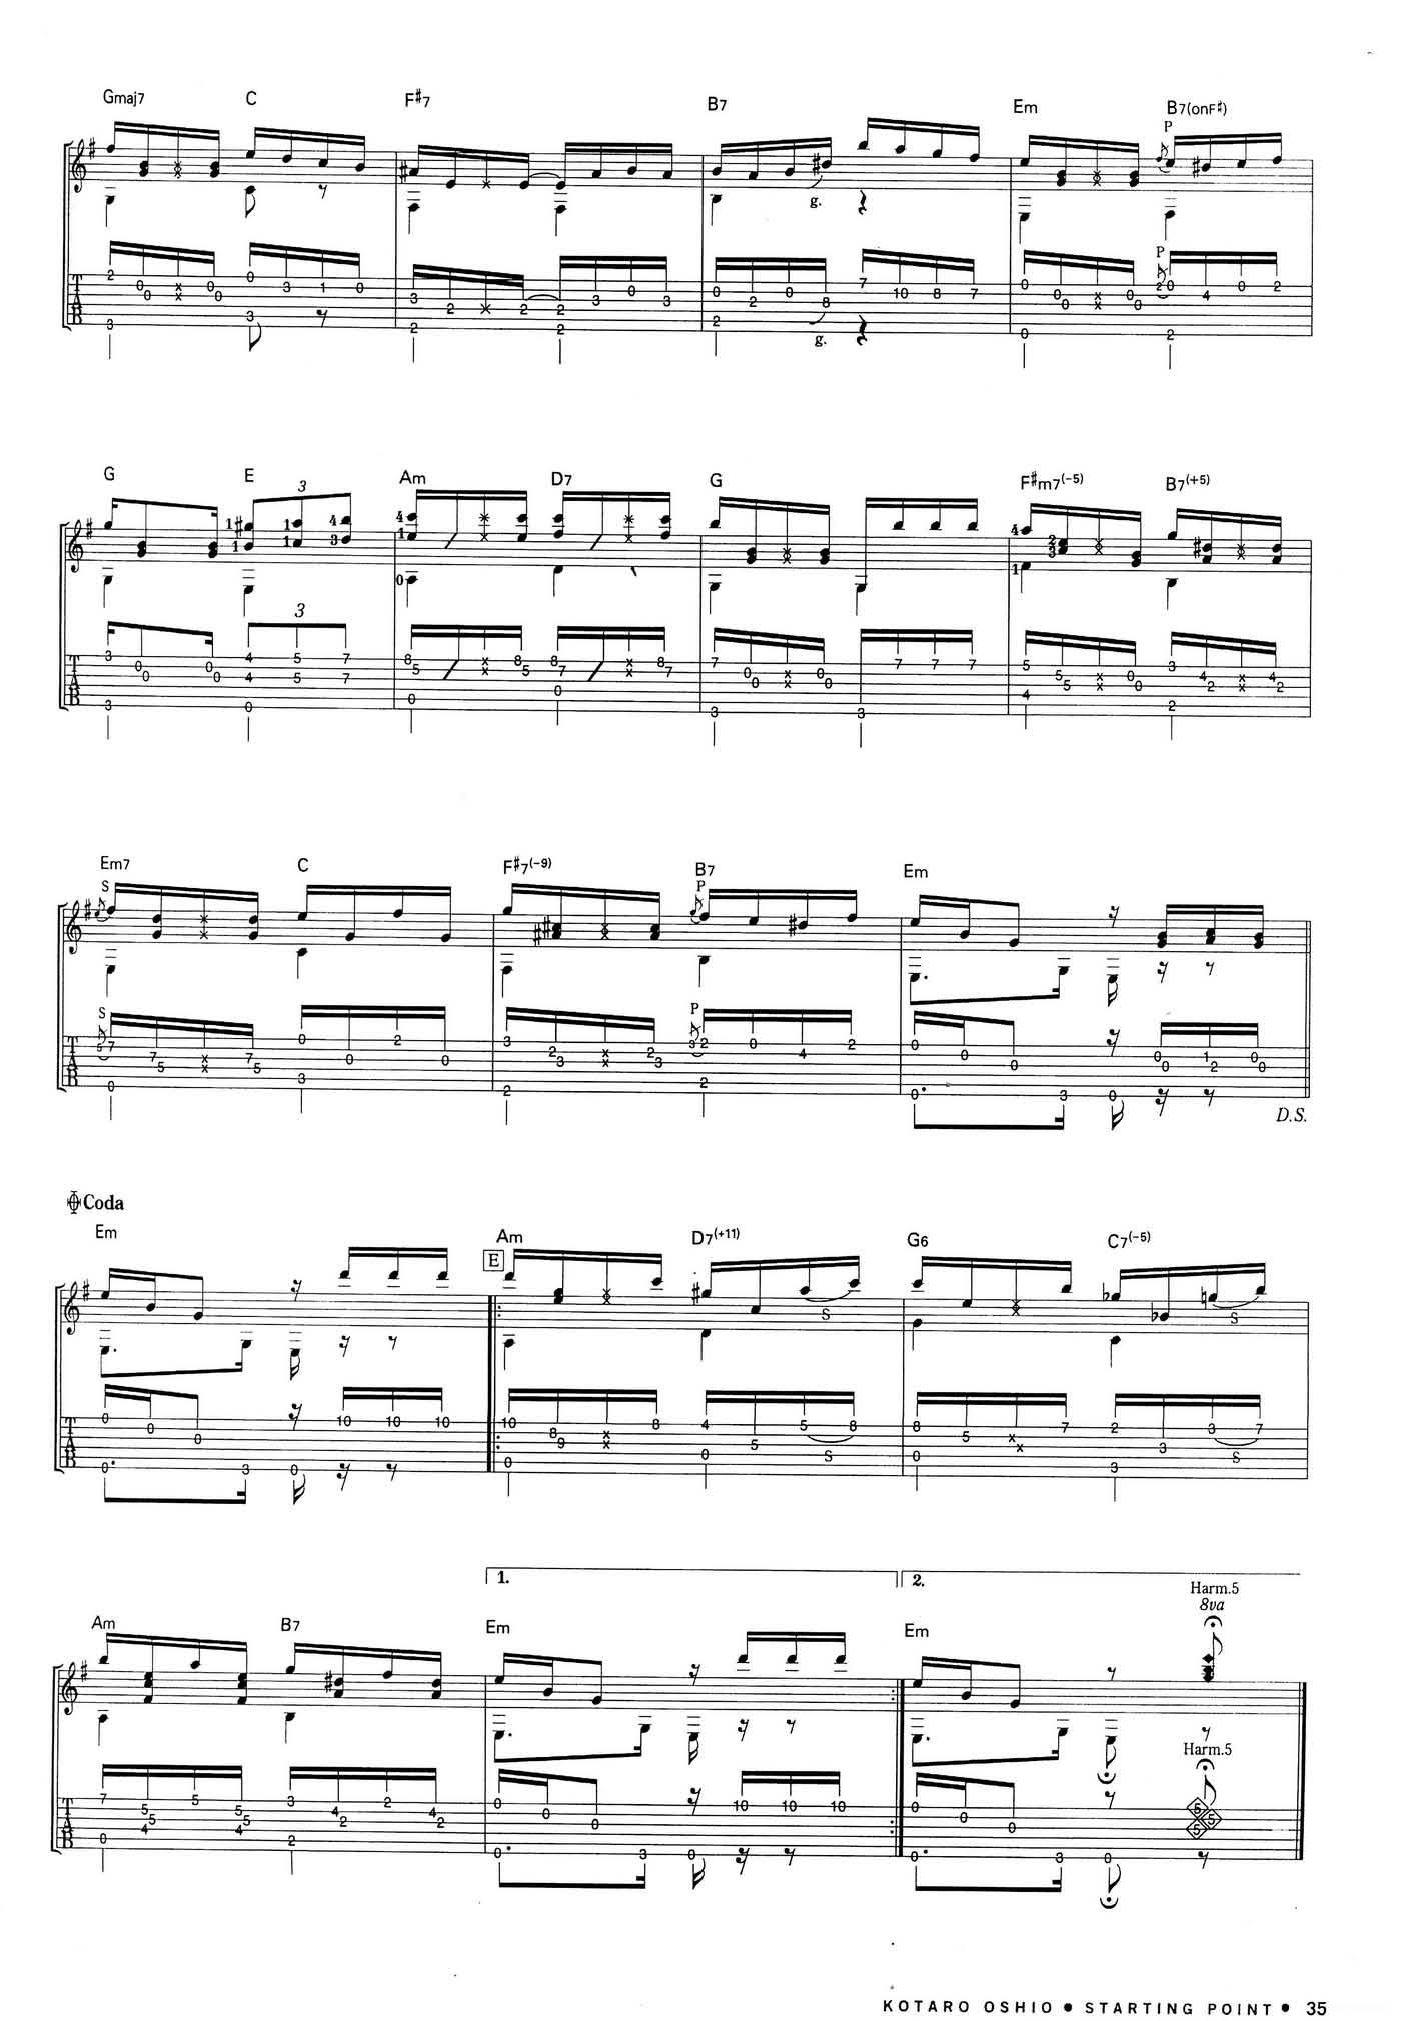 Gmaj7 C F#7 B7 Em B7(onF#)
P
g.
P
g.
G E 3 Am D7 G F#m7(-5) B7(+5)
3
Em7 C F#7(-9) B7 Em
S P
S P
D.S.
Coda
Em E Am D7(+11) G6 C7(-5)
S S
S S
1. 2.
Harm.5
8va
Am B7 Em Em
Harm.5
KOTARO OSHIO ● STARTING POINT ● 35